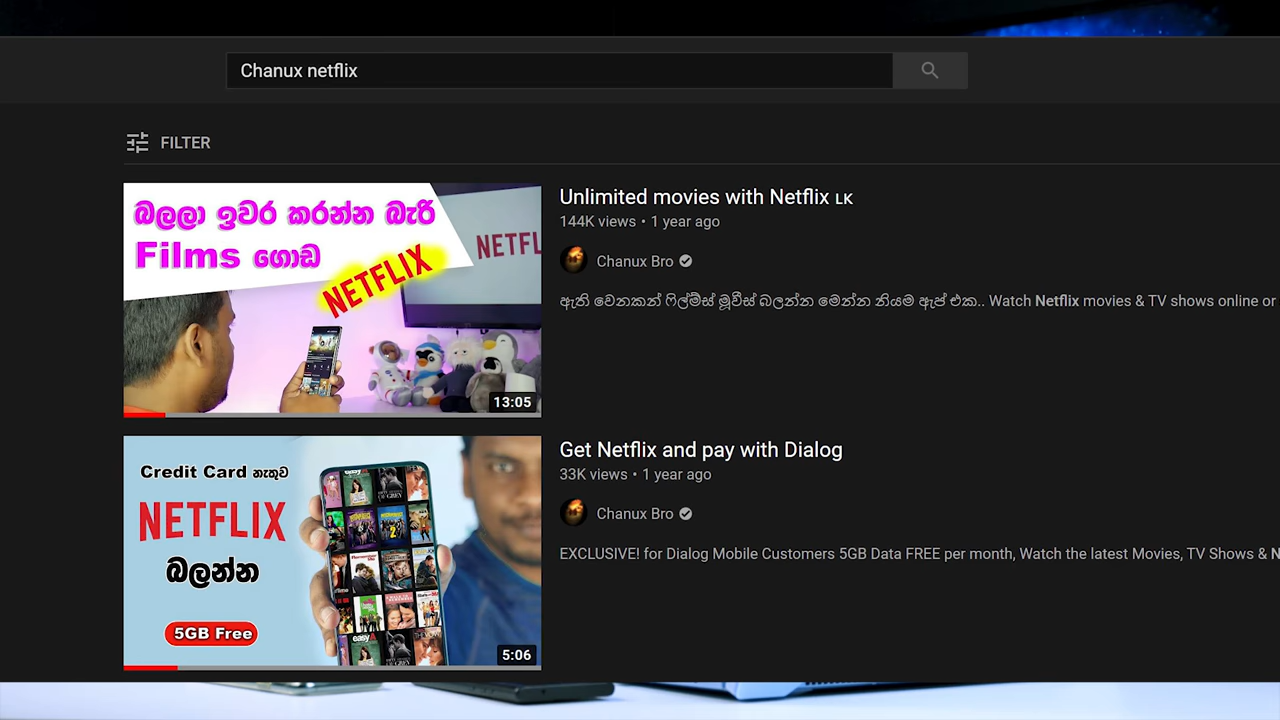 Chanux netflix
FILTER
බලලා ඉවර කරන්න බැරි
Films ගොඩ
NETFLIX
NETFL
13:05
Unlimited movies with Netflix LK
144K views • 1 year ago
Chanux Bro
ඇති වෙනකන් ෆිල්ම්ස් මූවීස් බලන්න මෙන්න නියම ඇප් එක.. Watch Netflix movies & TV shows online or
Credit Card නැතුව
NETFLIX
බලන්න
5GB Free
easy A
5:06
Get Netflix and pay with Dialog
33K views • 1 year ago
Chanux Bro
EXCLUSIVE! for Dialog Mobile Customers 5GB Data FREE per month, Watch the latest Movies, TV Shows & N